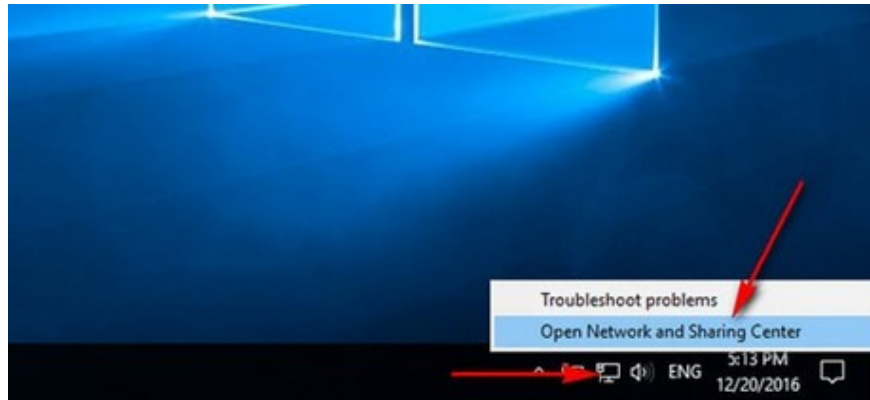 Troubleshoot problems
Open Network and Sharing Center
ENG
5:13 PM
12/20/2016